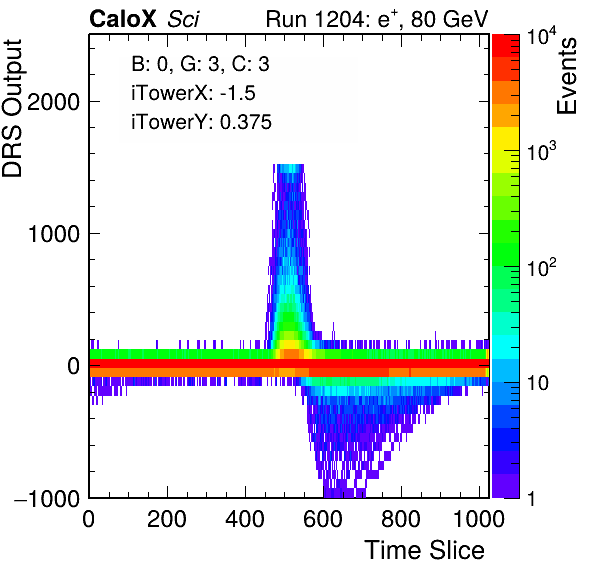 CaloX Sci Run 1204: e⁺, 80 GeV
B: 0, G: 3, C: 3
iTowerX: -1.5
iTowerY: 0.375
DRS Output
2000
1000
0
−1000
0 200 400 600 800 1000
Time Slice
Events
10⁴
10³
10²
10
1